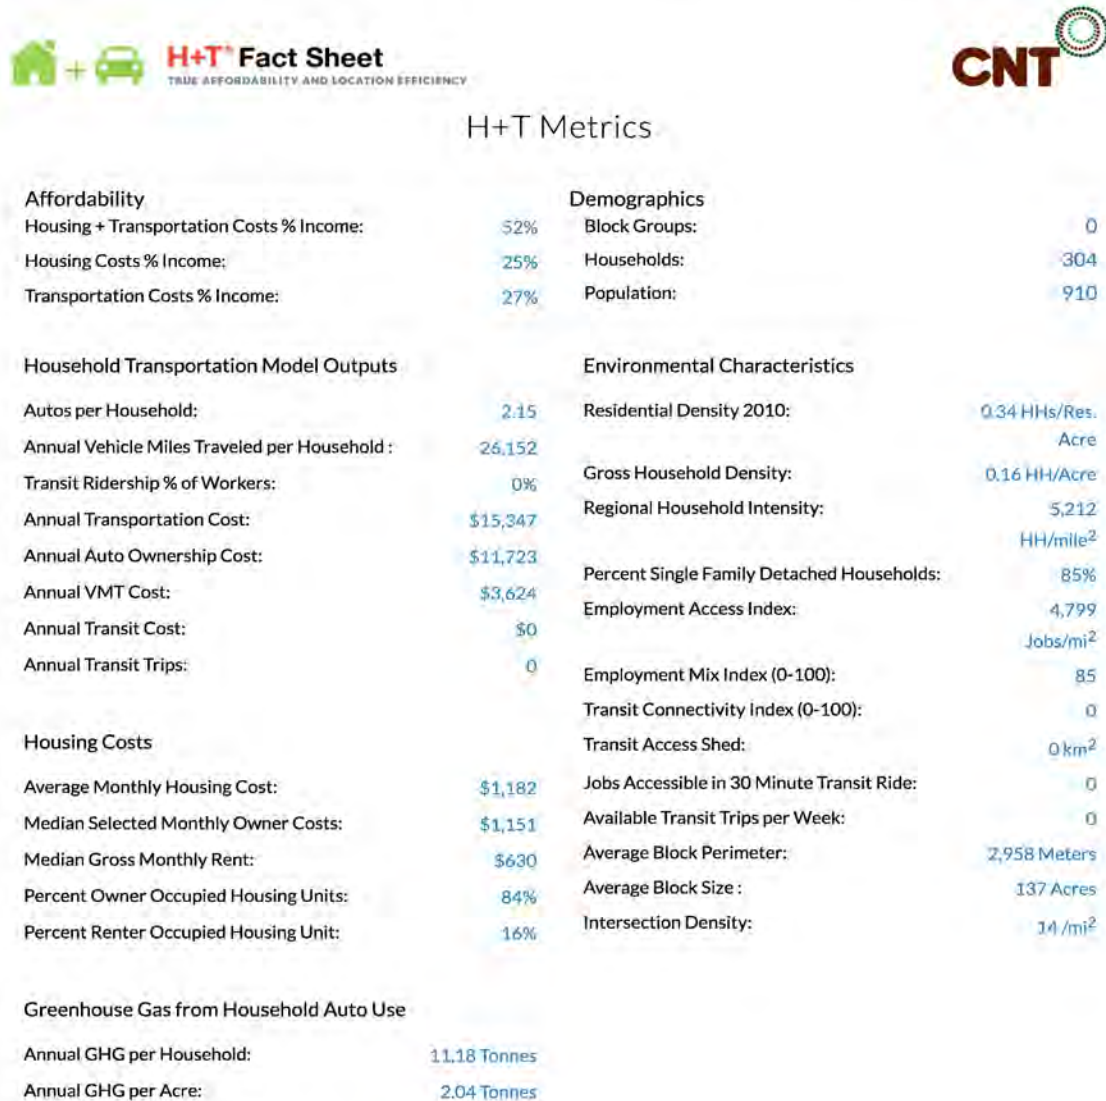 H+T® Fact Sheet
TRUE AFFORDABILITY AND LOCATION EFFICIENCY
CNT
H+T Metrics
Affordability
Housing + Transportation Costs % Income: 52%
Housing Costs % Income: 25%
Transportation Costs % Income: 27%
Household Transportation Model Outputs
Autos per Household: 2.15
Annual Vehicle Miles Traveled per Household : 26,152
Transit Ridership % of Workers: 0%
Annual Transportation Cost: $15,347
Annual Auto Ownership Cost: $11,723
Annual VMT Cost: $3,624
Annual Transit Cost: $0
Annual Transit Trips: 0
Housing Costs
Average Monthly Housing Cost: $1,182
Median Selected Monthly Owner Costs: $1,151
Median Gross Monthly Rent: $630
Percent Owner Occupied Housing Units: 84%
Percent Renter Occupied Housing Unit: 16%
Greenhouse Gas from Household Auto Use
Annual GHG per Household: 11.18 Tonnes
Annual GHG per Acre: 2.04 Tonnes
Demographics
Block Groups: 0
Households: 304
Population: 910
Environmental Characteristics
Residential Density 2010: 0.34 HHs/Res.
Acre
Gross Household Density: 0.16 HH/Acre
Regional Household Intensity: 5,212
HH/mile²
Percent Single Family Detached Households: 85%
Employment Access Index: 4,799
Jobs/mi²
Employment Mix Index (0-100): 85
Transit Connectivity Index (0-100): 0
Transit Access Shed: 0 km²
Jobs Accessible in 30 Minute Transit Ride: 0
Available Transit Trips per Week: 0
Average Block Perimeter: 2,958 Meters
Average Block Size : 137 Acres
Intersection Density: 14 /mi²